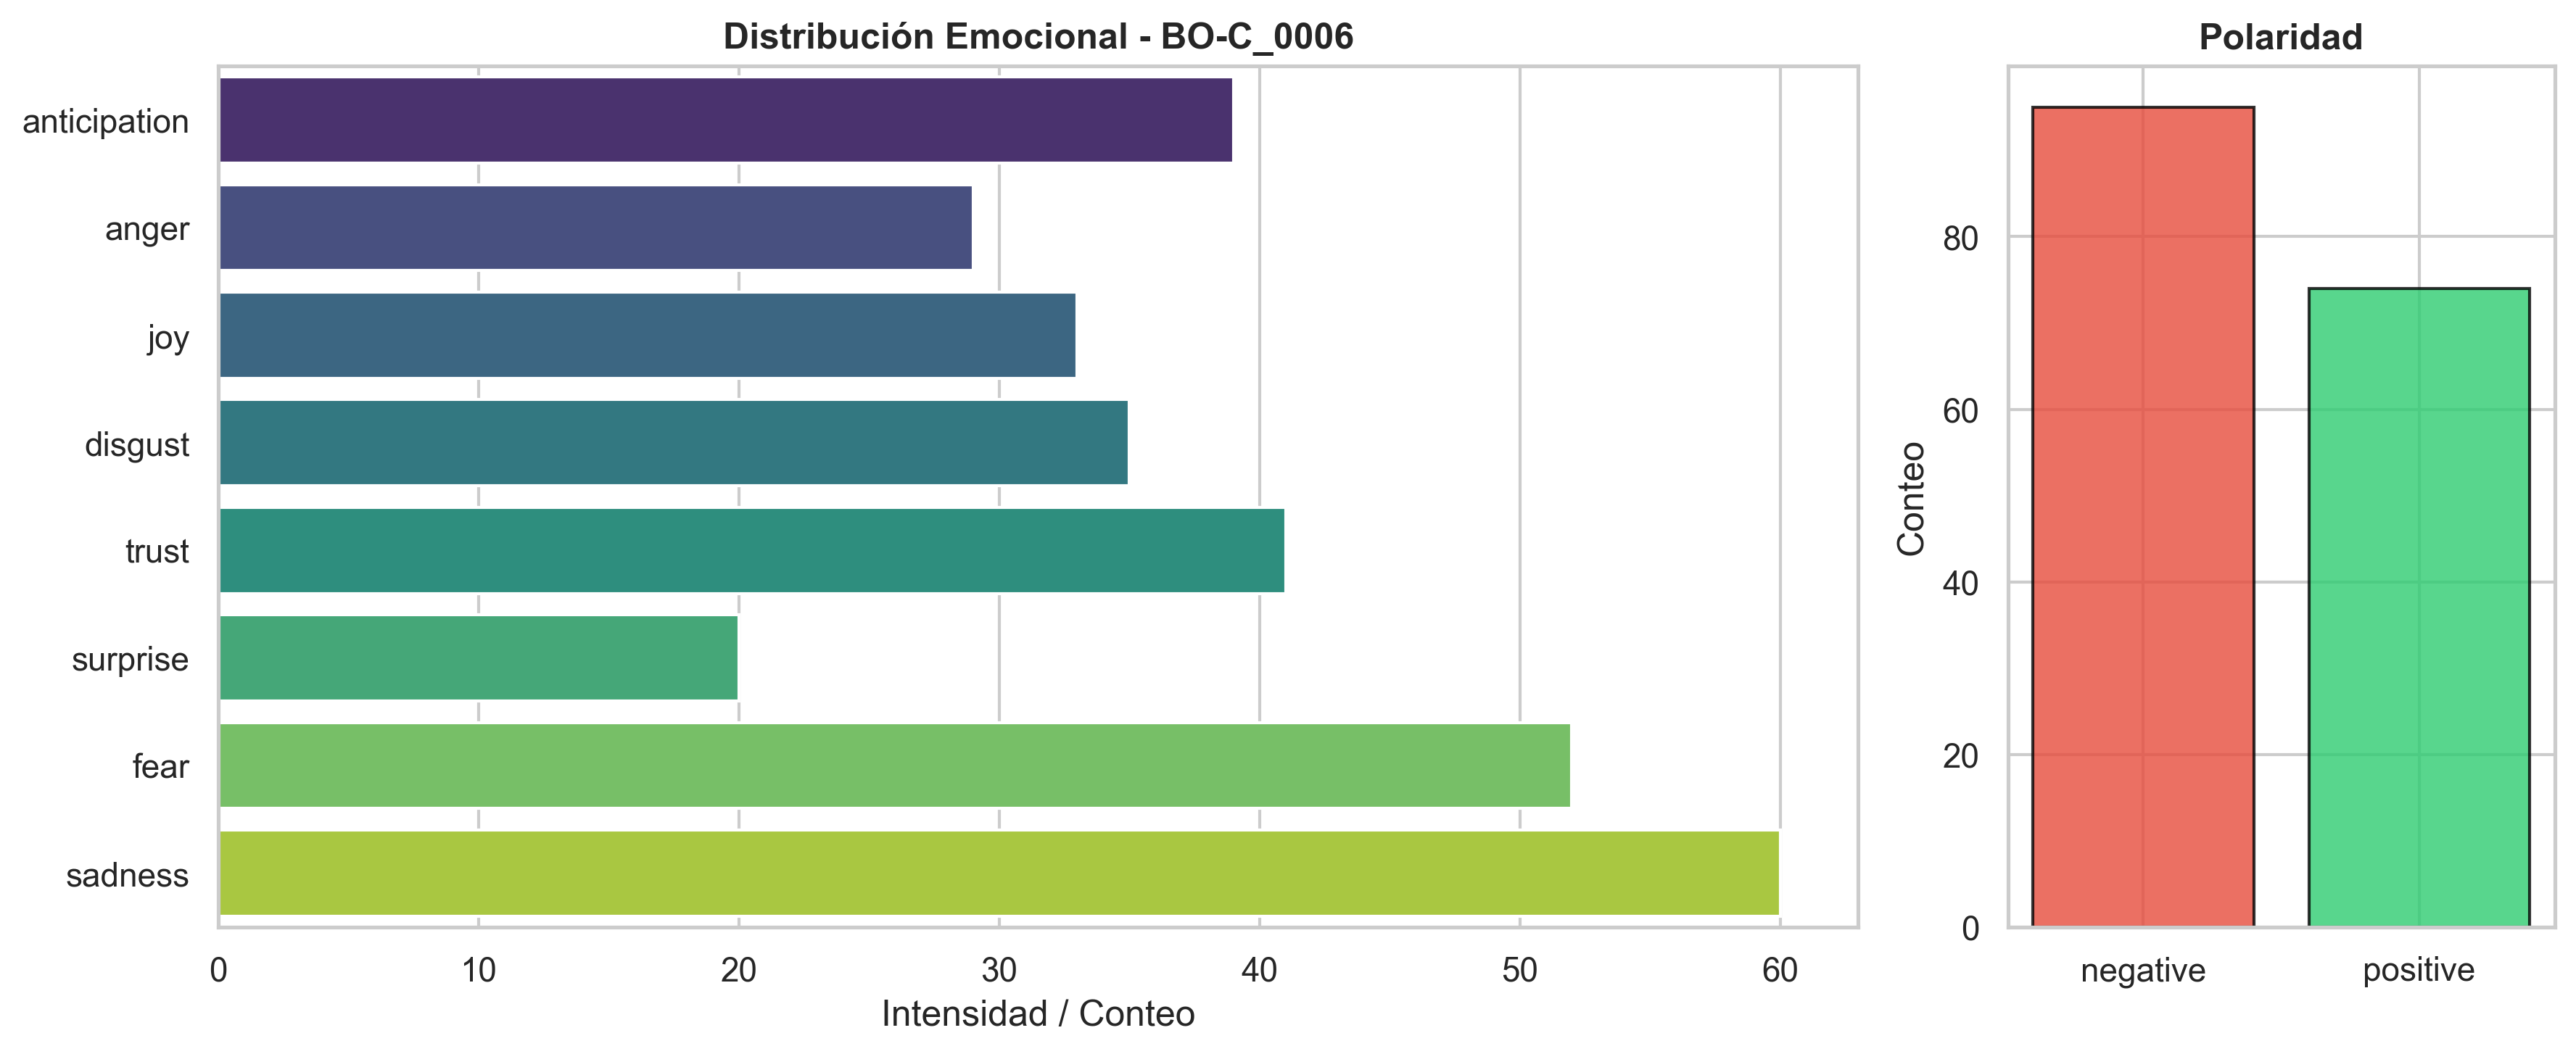 Distribución Emocional - BO-C_0006
anticipation
anger
joy
disgust
trust
surprise
fear
sadness
0 10 20 30 40 50 60
Intensidad / Conteo
Polaridad
Conteo
80
60
40
20
0
negative positive